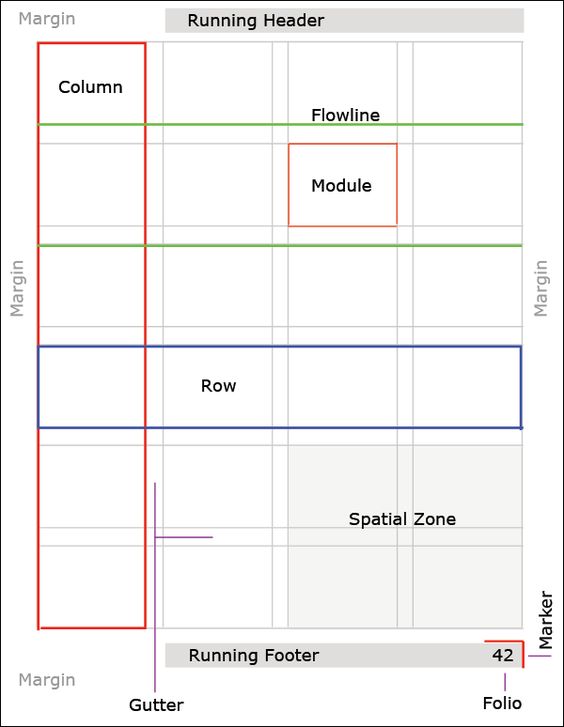 Margin
Running Header
Column
Flowline
Module
Margin
Margin
Row
Spatial Zone
Marker
Running Footer
42
Margin
Gutter
Folio